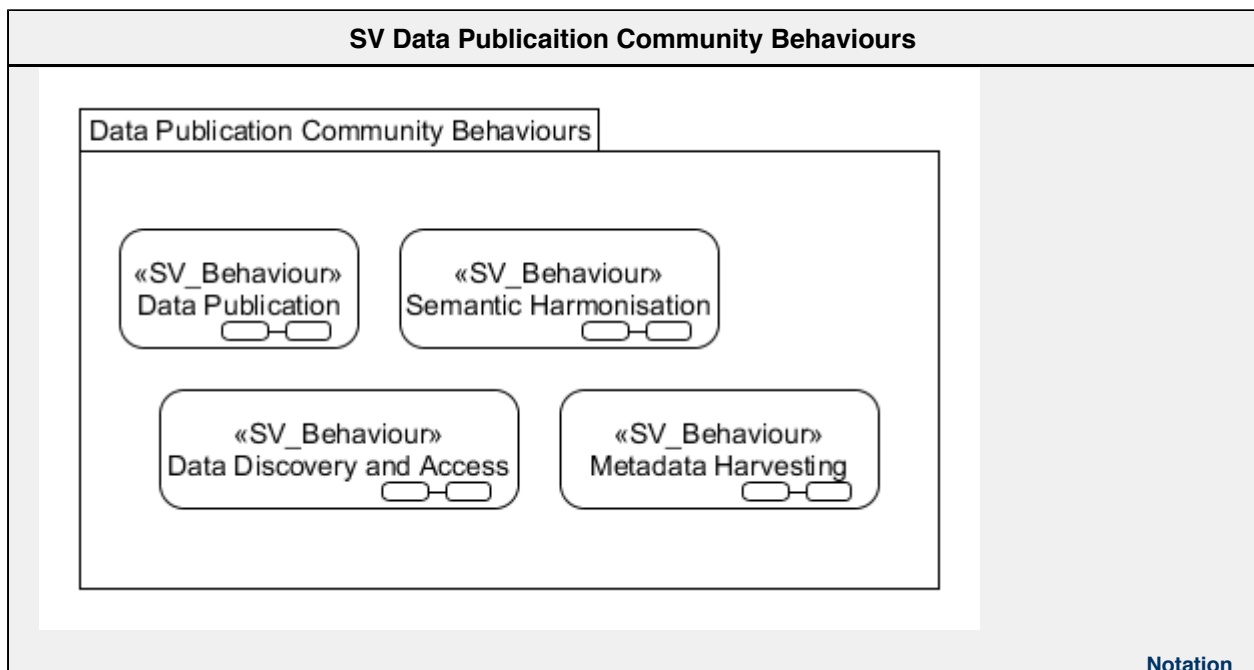 SV Data Publicaition Community Behaviours
Data Publication Community Behaviours
«SV_Behaviour»
Data Publication
«SV_Behaviour»
Semantic Harmonisation
«SV_Behaviour»
Data Discovery and Access
«SV_Behaviour»
Metadata Harvesting
Notation